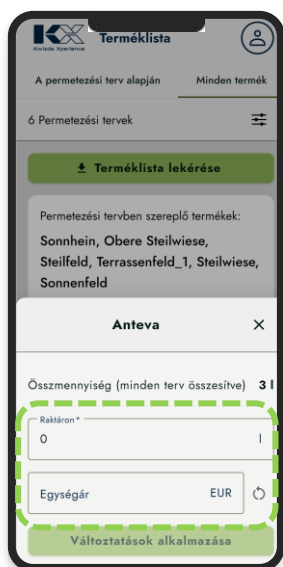 KX
Kwizda Xperience
Terméklista
A permetezési terv alapján
Minden termék
6 Permetezési tervek
Terméklista lekérése
Permetezési tervben szereplő termékek:
Sonnhein, Obere Steilwiese,
Steilfeld, Terrassenfeld_1, Steilwiese,
Sonnenfeld
Anteva
Összmennyiség (minden terv összesítve) 3 l
Raktáron *
0 l
Egységár EUR
Változtatások alkalmazása